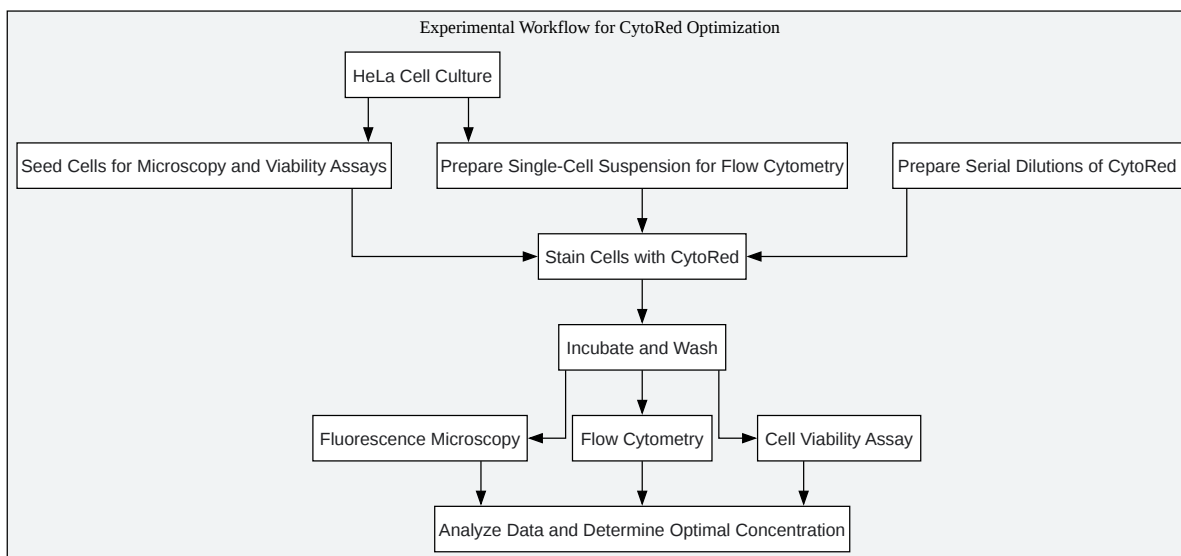 Experimental Workflow for CytoRed Optimization
HeLa Cell Culture
Seed Cells for Microscopy and Viability Assays
Prepare Single-Cell Suspension for Flow Cytometry
Prepare Serial Dilutions of CytoRed
Stain Cells with CytoRed
Incubate and Wash
Fluorescence Microscopy
Flow Cytometry
Cell Viability Assay
Analyze Data and Determine Optimal Concentration